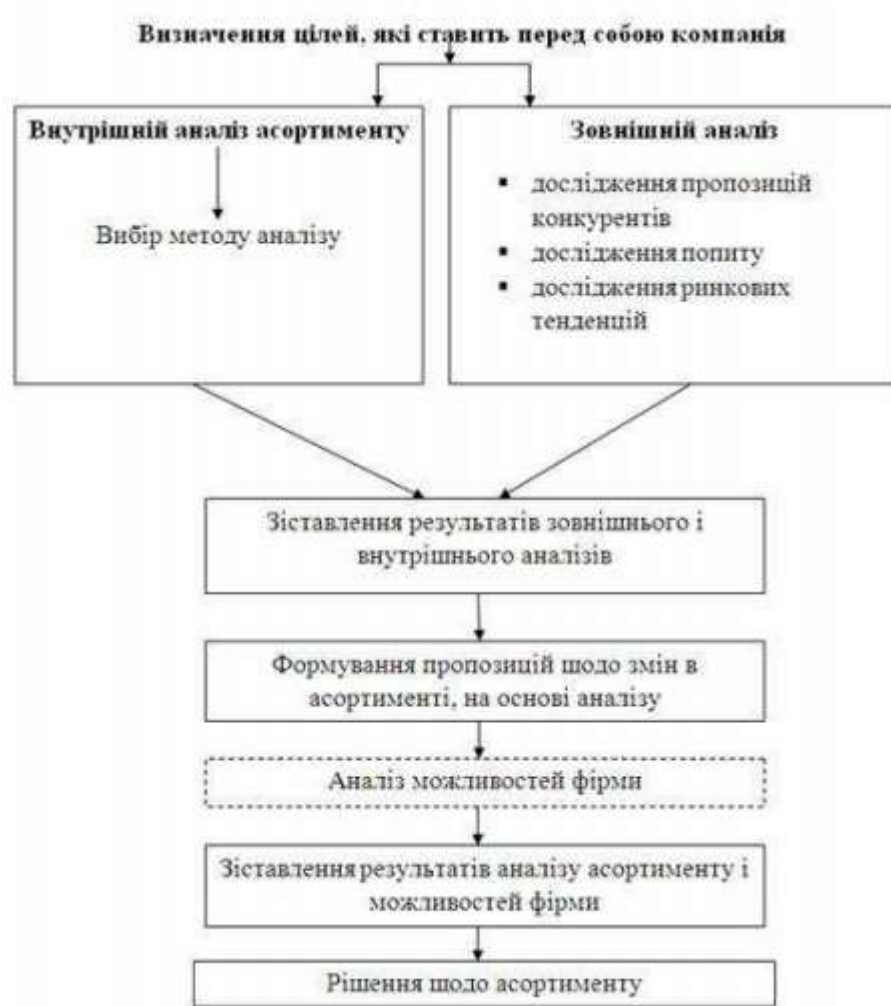 Визначення цілей, які ставить перед собою компанія
Внутрішній аналіз асортименту
Вибір методу аналізу
Зовнішній аналіз
▪ дослідження пропозицій
конкурентів
▪ дослідження попиту
▪ дослідження ринкових
тенденцій
Зіставлення результатів зовнішнього і
внутрішнього аналізів
Формування пропозицій щодо змін в
асортименті, на основі аналізу
Аналіз можливостей фірми
Зіставлення результатів аналізу асортименту і
можливостей фірми
Рішення щодо асортименту